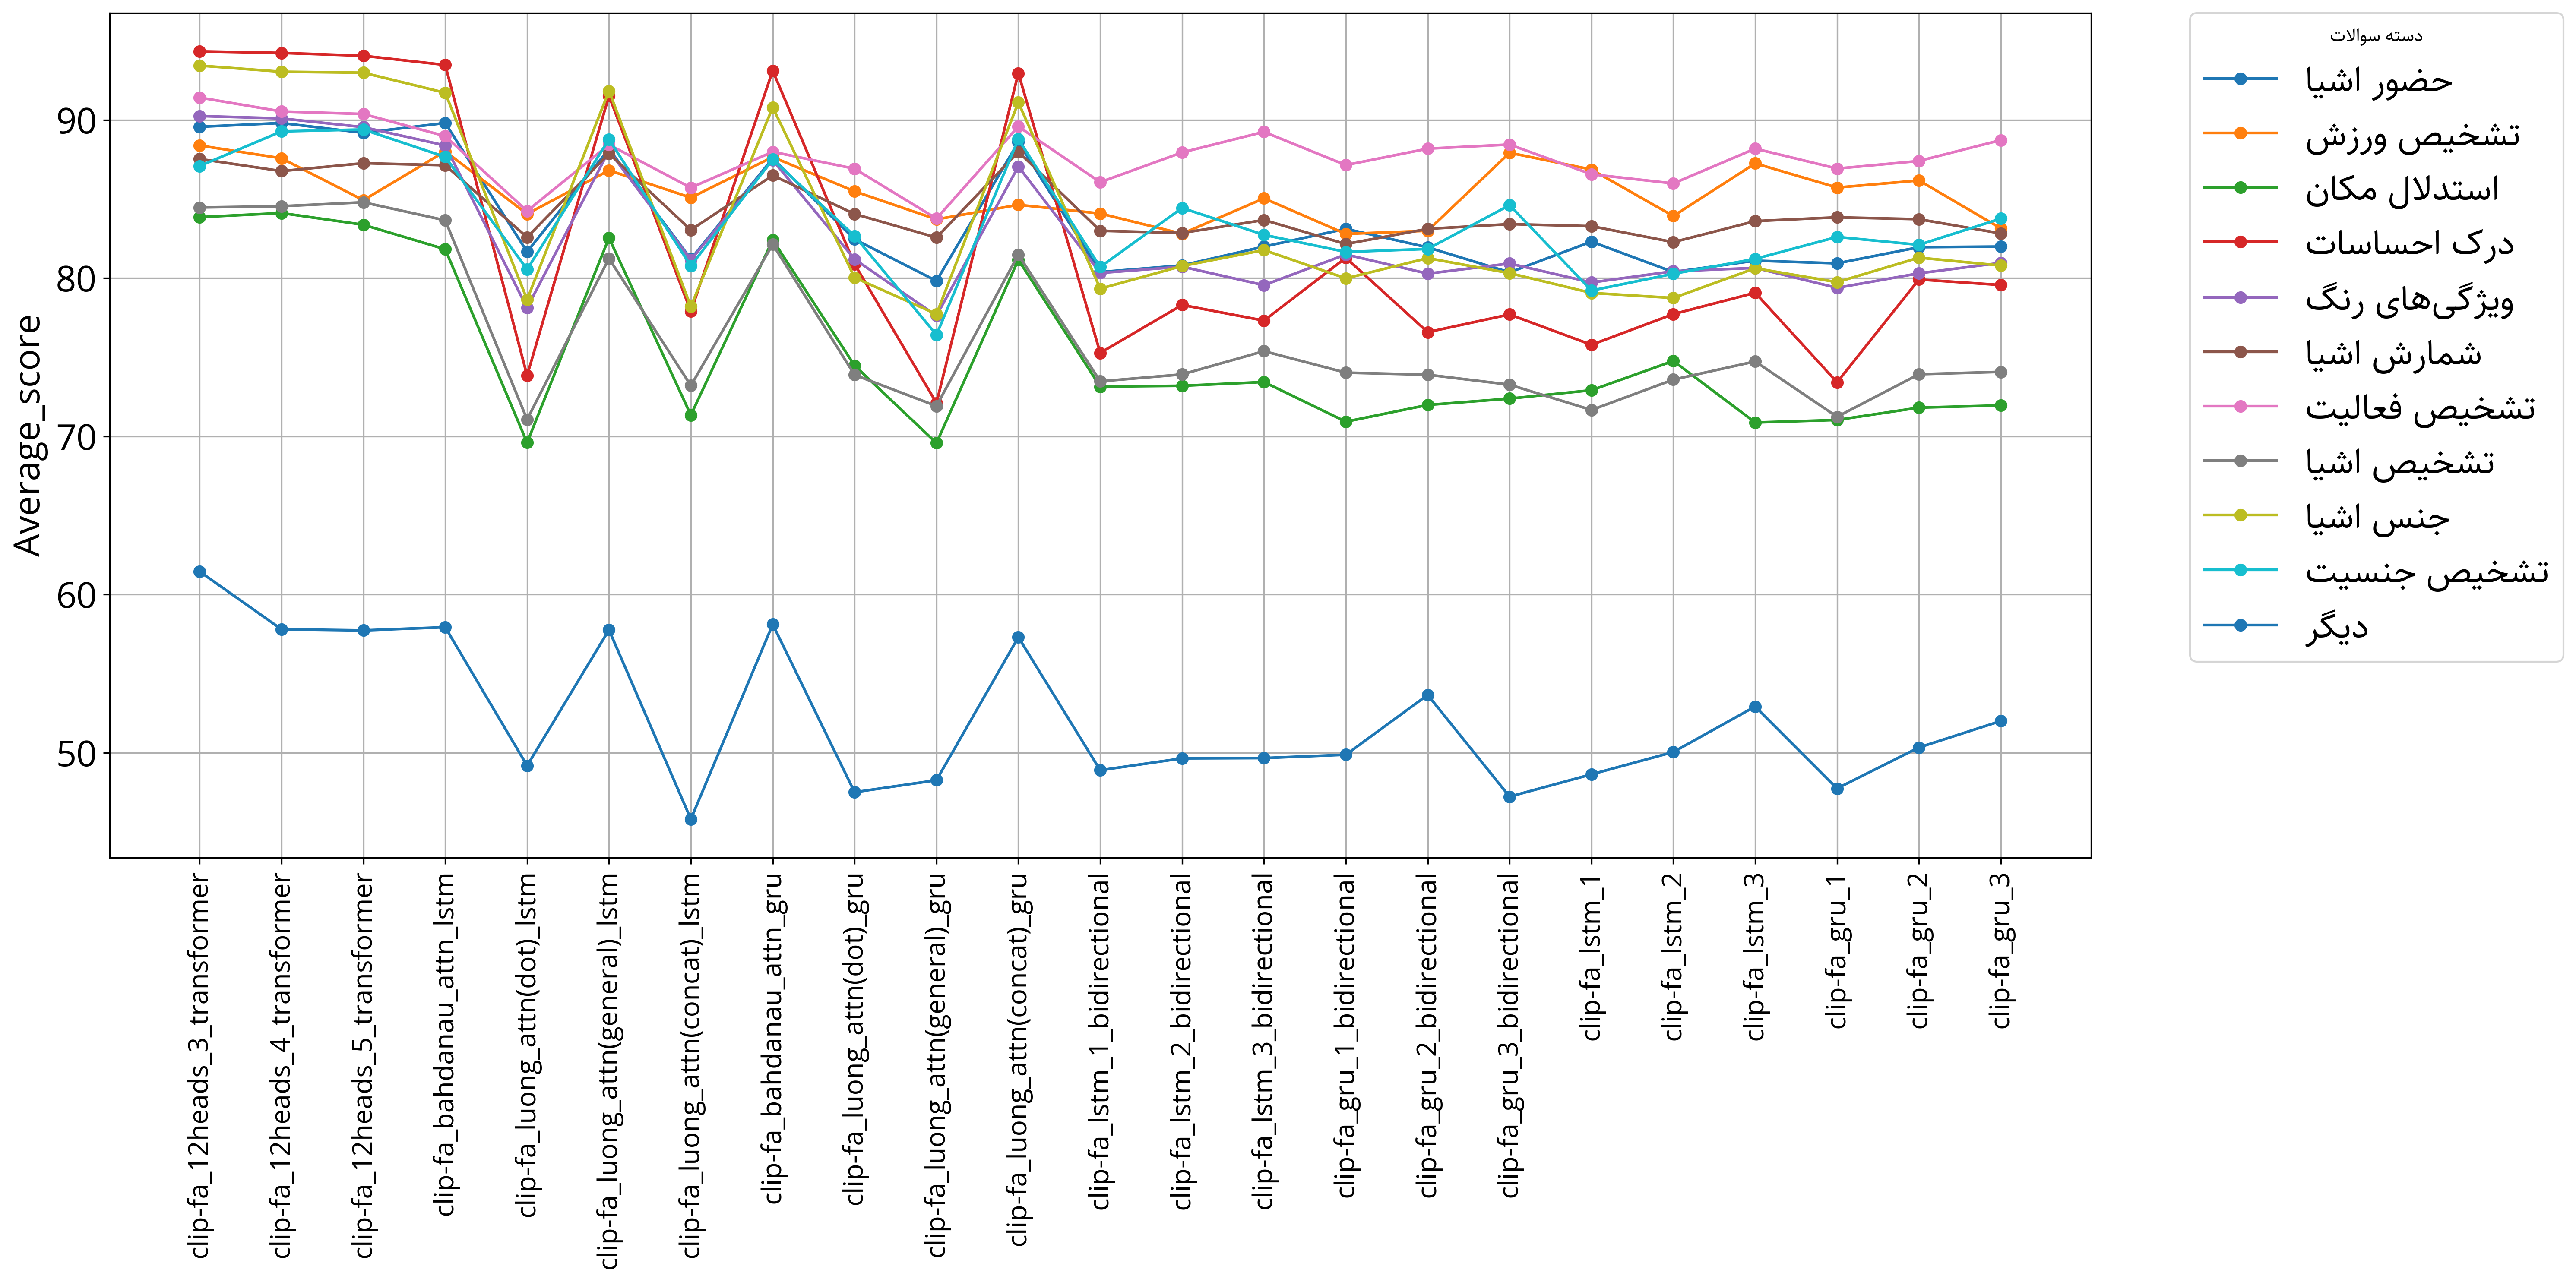 Average_score
90
80
70
60
50
clip-fa_12heads_3_transformer
clip-fa_12heads_4_transformer
clip-fa_12heads_5_transformer
clip-fa_bahdanau_attn_lstm
clip-fa_luong_attn(dot)_lstm
clip-fa_luong_attn(general)_lstm
clip-fa_luong_attn(concat)_lstm
clip-fa_bahdanau_attn_gru
clip-fa_luong_attn(dot)_gru
clip-fa_luong_attn(general)_gru
clip-fa_luong_attn(concat)_gru
clip-fa_lstm_1_bidirectional
clip-fa_lstm_2_bidirectional
clip-fa_lstm_3_bidirectional
clip-fa_gru_1_bidirectional
clip-fa_gru_2_bidirectional
clip-fa_gru_3_bidirectional
clip-fa_lstm_1
clip-fa_lstm_2
clip-fa_lstm_3
clip-fa_gru_1
clip-fa_gru_2
clip-fa_gru_3
دسته سوالات
حضور اشیا
تشخیص ورزش
استدلال مکان
درک احساسات
ویژگی‌های رنگ
شمارش اشیا
تشخیص فعالیت
تشخیص اشیا
جنس اشیا
تشخیص جنسیت
دیگر